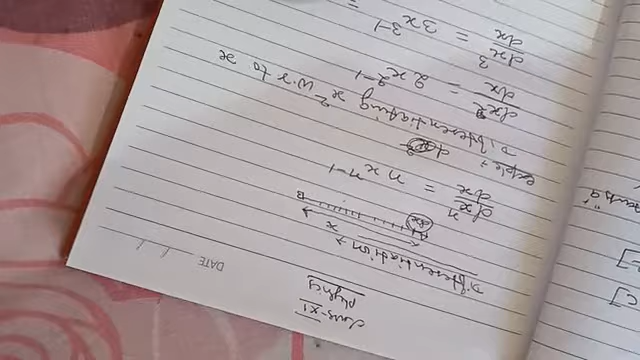 DATE
class-XI
physics
Differentiation →
x
A dx B
dxⁿ/dx = n xⁿ⁻¹
Differentiating x² w.r to x
dx²/dx = 2x²⁻¹
dx³/dx = 3x³⁻¹ =